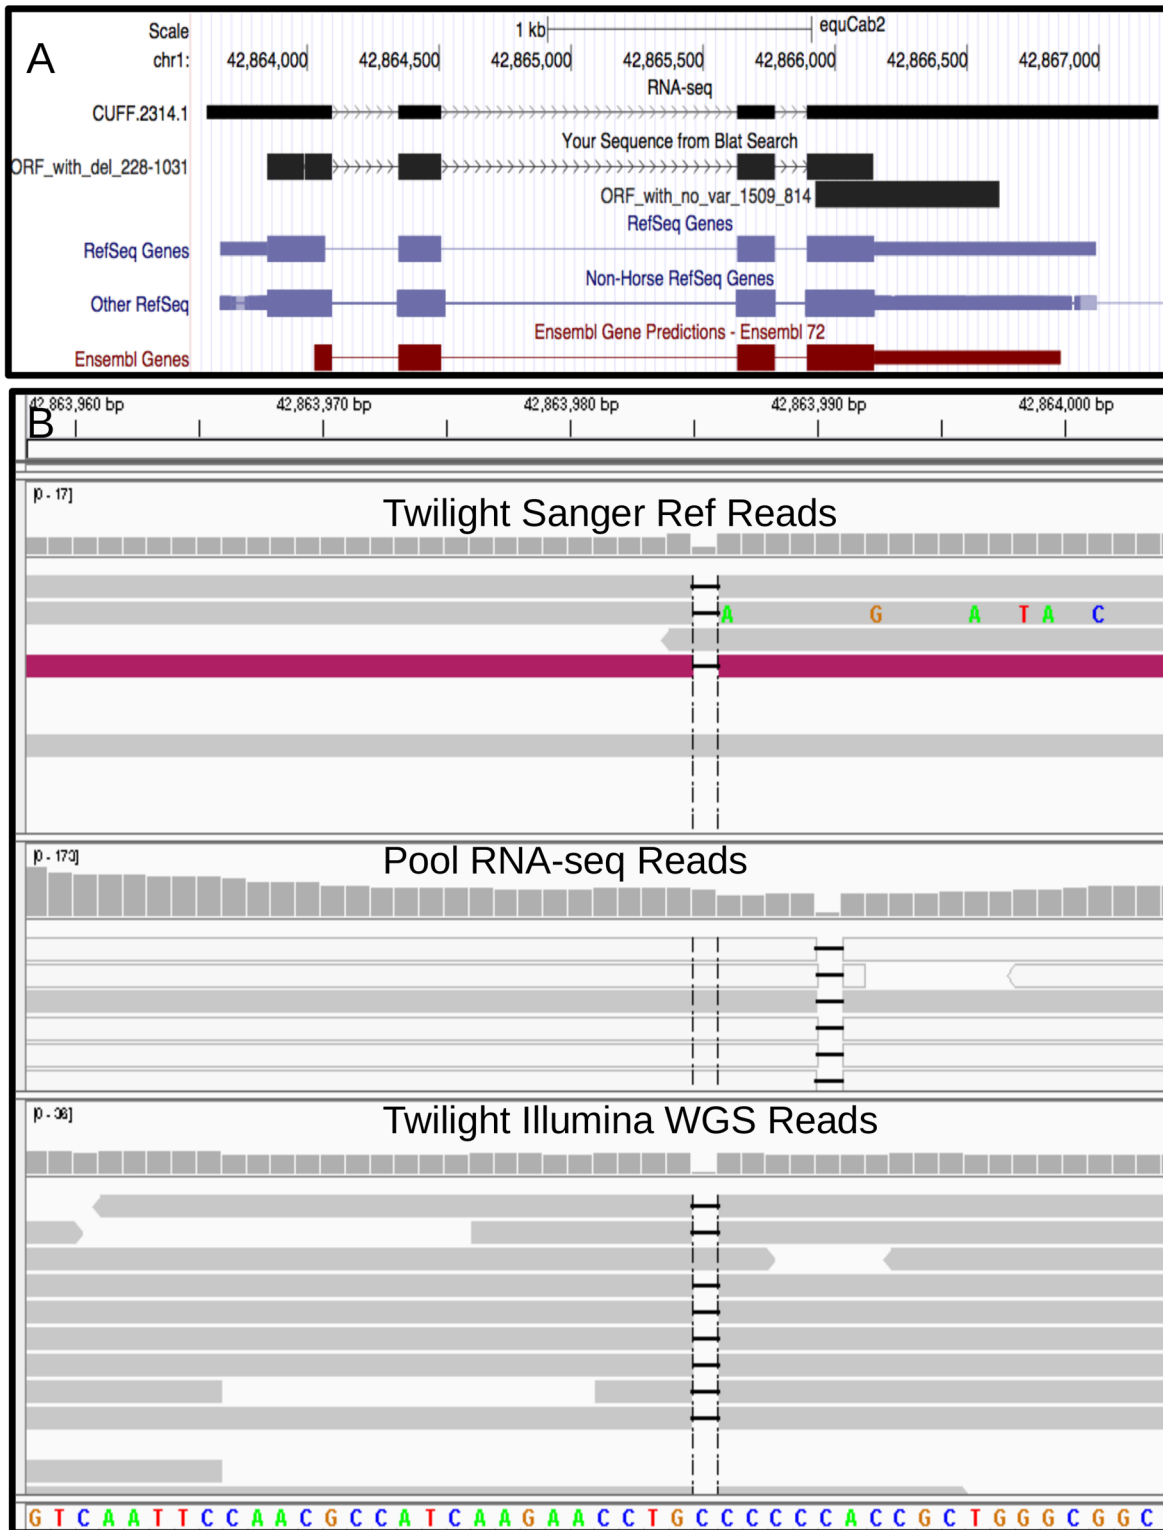 A
Scale 1 kb equCab2
chr1: 42,864,000 42,864,500 42,865,000 42,865,500 42,866,000 42,866,500 42,867,000
RNA-seq
CUFF.2314.1
Your Sequence from Blat Search
ORF_with_del_228-1031
ORF_with_no_var_1509_814
RefSeq Genes
RefSeq Genes
Non-Horse RefSeq Genes
Other RefSeq
Ensembl Gene Predictions - Ensembl 72
Ensembl Genes
B
42,863,960 bp 42,863,970 bp 42,863,980 bp 42,863,990 bp 42,864,000 bp
[0 - 17]
Twilight Sanger Ref Reads
A G A T A C
[0 - 173]
Pool RNA-seq Reads
[0 - 36]
Twilight Illumina WGS Reads
G T C A A T T C C A A C G C C A T C A A G A A C C T G C C C C C C A C C G C T G G G C G G C